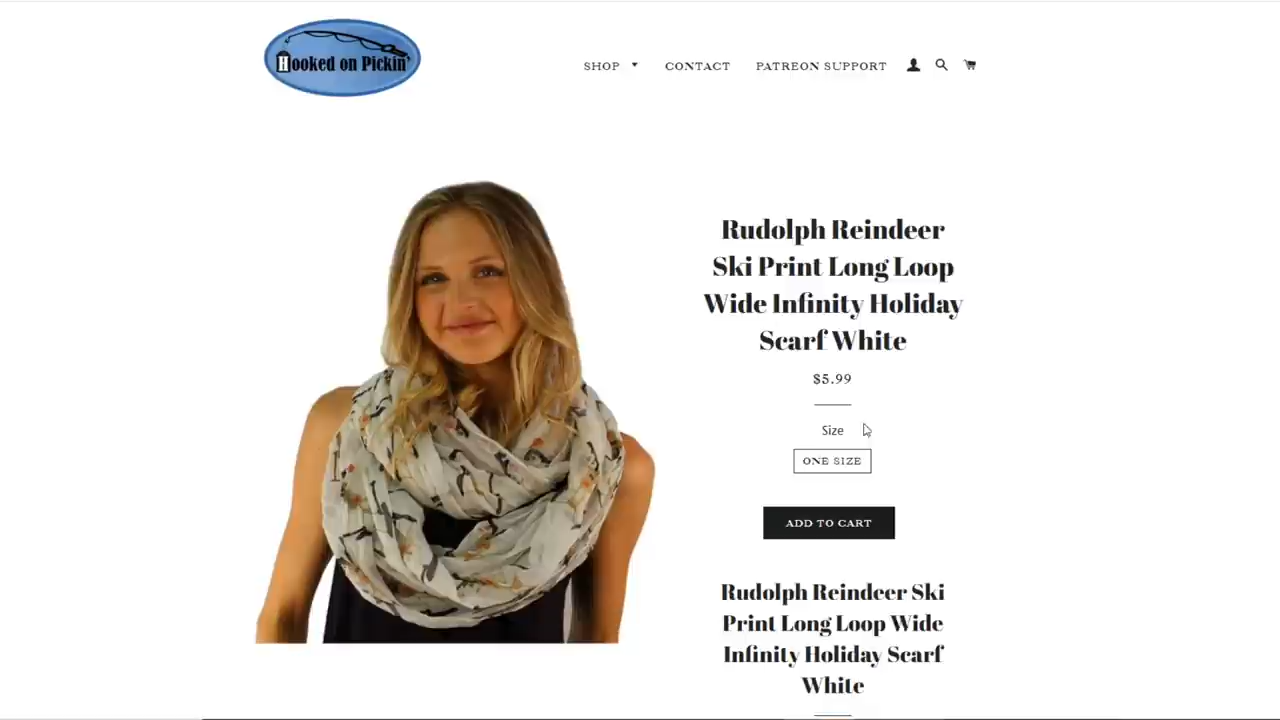 Hooked on Pickin'
SHOP
CONTACT
PATREON SUPPORT
Rudolph Reindeer
Ski Print Long Loop
Wide Infinity Holiday
Scarf White
$5.99
Size
ONE SIZE
ADD TO CART
Rudolph Reindeer Ski
Print Long Loop Wide
Infinity Holiday Scarf
White